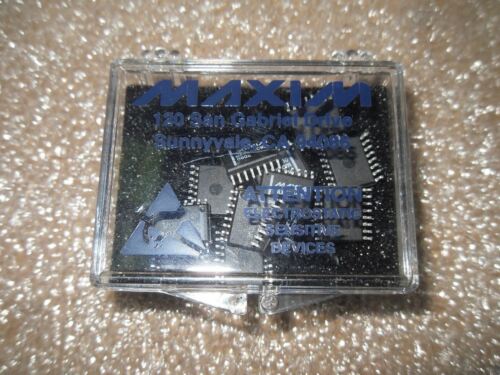 MAXIM
120 San Gabriel Drive
Sunnyvale, CA 94086
ATTENTION
ELECTROSTATIC
SENSITIVE
DEVICES